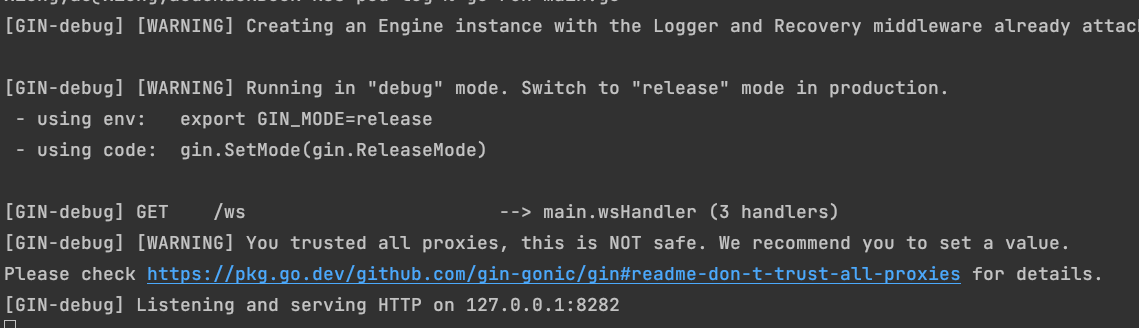 [GIN-debug] [WARNING] Creating an Engine instance with the Logger and Recovery middleware already
[GIN-debug] [WARNING] Running in "debug" mode. Switch to "release" mode in production.
- using env:   export GIN_MODE=release
- using code:  gin.SetMode(gin.ReleaseMode)
[GIN-debug] GET    /ws                       --> main.wsHandler (3 handlers)
[GIN-debug] [WARNING] You trusted all proxies, this is NOT safe. We recommend you to set a value.
Please check https://pkg.go.dev/github.com/gin-gonic/gin#readme-don-t-trust-all-proxies for details.
[GIN-debug] Listening and serving HTTP on 127.0.0.1:8282